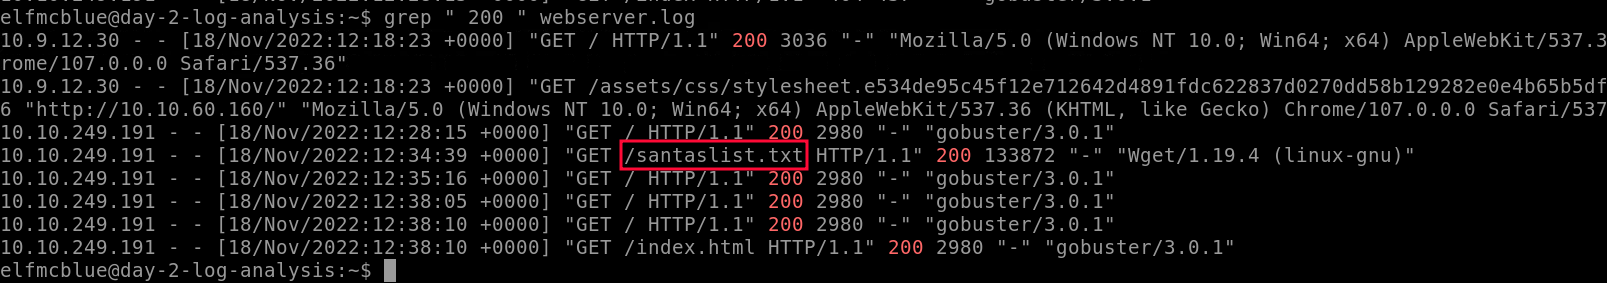 elfmcblue@day-2-log-analysis:~$ grep " 200 " webserver.log
10.9.12.30 - - [18/Nov/2022:12:18:23 +0000] "GET / HTTP/1.1" 200 3036 "-" "Mozilla/5.0 (Windows NT 10.0; Win64; x64) AppleWebKit/537.3
rome/107.0.0.0 Safari/537.36"
10.9.12.30 - - [18/Nov/2022:12:18:23 +0000] "GET /assets/css/stylesheet.e534de95c45f12e712642d4891fdc622837d0270dd58b129282e0e4b65b5df
6 "http://10.10.60.160/" "Mozilla/5.0 (Windows NT 10.0; Win64; x64) AppleWebKit/537.36 (KHTML, like Gecko) Chrome/107.0.0.0 Safari/537
10.10.249.191 - - [18/Nov/2022:12:28:15 +0000] "GET / HTTP/1.1" 200 2980 "-" "gobuster/3.0.1"
10.10.249.191 - - [18/Nov/2022:12:34:39 +0000] "GET /santaslist.txt HTTP/1.1" 200 133872 "-" "Wget/1.19.4 (linux-gnu)"
10.10.249.191 - - [18/Nov/2022:12:35:16 +0000] "GET / HTTP/1.1" 200 2980 "-" "gobuster/3.0.1"
10.10.249.191 - - [18/Nov/2022:12:38:05 +0000] "GET / HTTP/1.1" 200 2980 "-" "gobuster/3.0.1"
10.10.249.191 - - [18/Nov/2022:12:38:10 +0000] "GET / HTTP/1.1" 200 2980 "-" "gobuster/3.0.1"
10.10.249.191 - - [18/Nov/2022:12:38:10 +0000] "GET /index.html HTTP/1.1" 200 2980 "-" "gobuster/3.0.1"
elfmcblue@day-2-log-analysis:~$